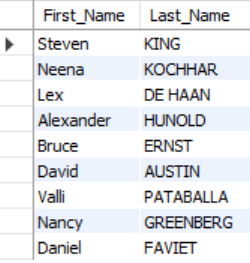 First_Name Last_Name
Steven KING
Neena KOCHHAR
Lex DE HAAN
Alexander HUNOLD
Bruce ERNST
David AUSTIN
Valli PATABALLA
Nancy GREENBERG
Daniel FAVIET